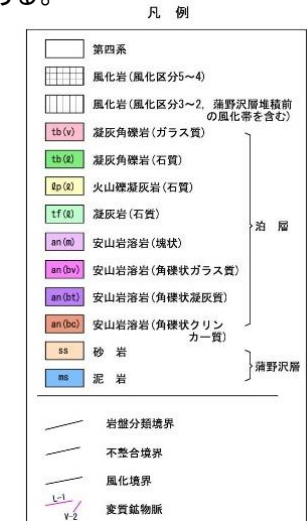 める。
凡 例
第四系
風化岩(風化区分5~4)
風化岩(風化区分3~2, 蒲野沢層堆積前
の風化帯を含む)
tb(v) 凝灰角礫岩(ガラス質)
tb(ℓ) 凝灰角礫岩(石質)
ℓp(ℓ) 火山礫凝灰岩(石質)
tf(ℓ) 凝灰岩(石質)
an(m) 安山岩溶岩(塊状)
an(bv) 安山岩溶岩(角礫状ガラス質)
an(bt) 安山岩溶岩(角礫状凝灰質)
an(bc) 安山岩溶岩(角礫状クリン
カー質)
泊 層
ss 砂 岩
ms 泥 岩
蒲野沢層
岩盤分類境界
不整合境界
風化境界
L-1
V-2
変質鉱物脈